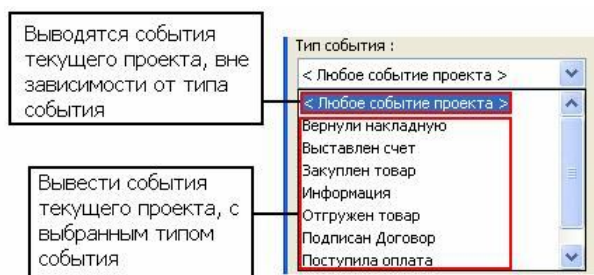 Выводятся события
текущего проекта, вне
зависимости от типа
события
Вывести события
текущего проекта, с
выбранным типом
события
Тип события :
< Любое событие проекта >
< Любое событие проекта >
Вернули накладную
Выставлен счет
Закуплен товар
Информация
Отгружен товар
Подписан Договор
Поступила оплата